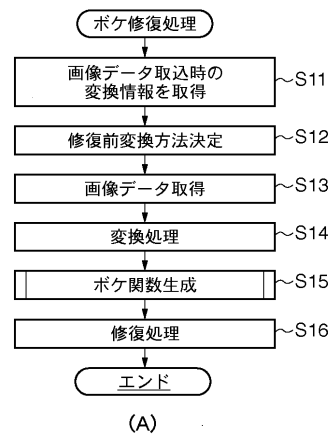 ボケ修復処理
画像データ取込時の
変換情報を取得
S11
修復前変換方法決定
S12
画像データ取得
S13
変換処理
S14
ボケ関数生成
S15
修復処理
S16
エンド
(A)